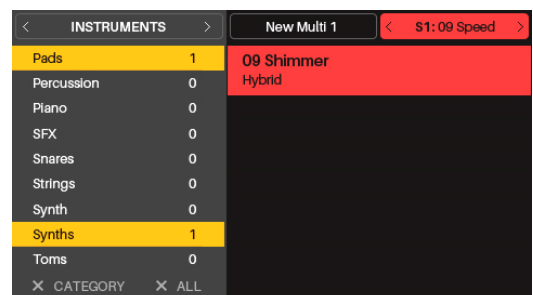 < INSTRUMENTS >
New Multi 1
< S1: 09 Speed >
Pads 1
Percussion 0
Piano 0
SFX 0
Snares 0
Strings 0
Synth 0
Synths 1
Toms 0
✕ CATEGORY ✕ ALL
09 Shimmer
Hybrid